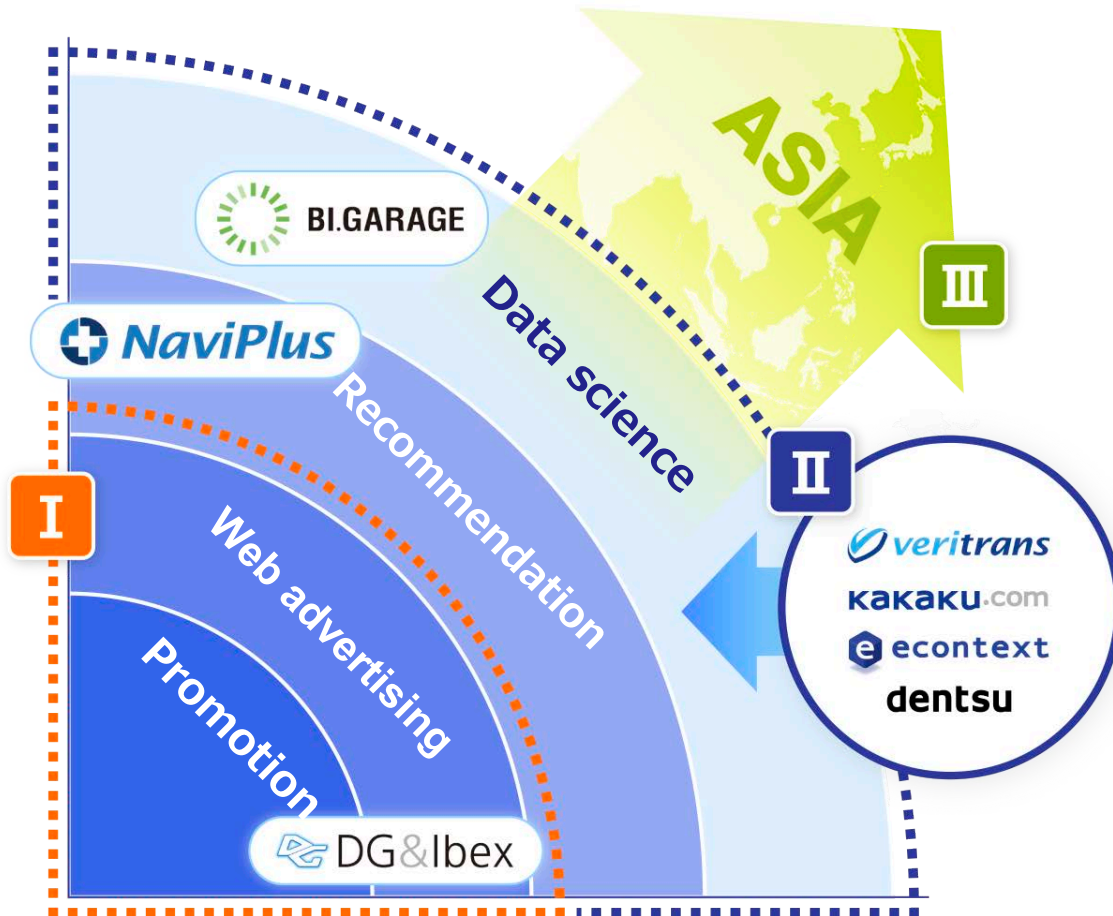 ASIA
BI.GARAGE
III
Data science
NaviPlus
Recommendation
II
I
Web advertising
veritrans
kakaku.com
e econtext
dentsu
Promotion
DG DG&Ibex